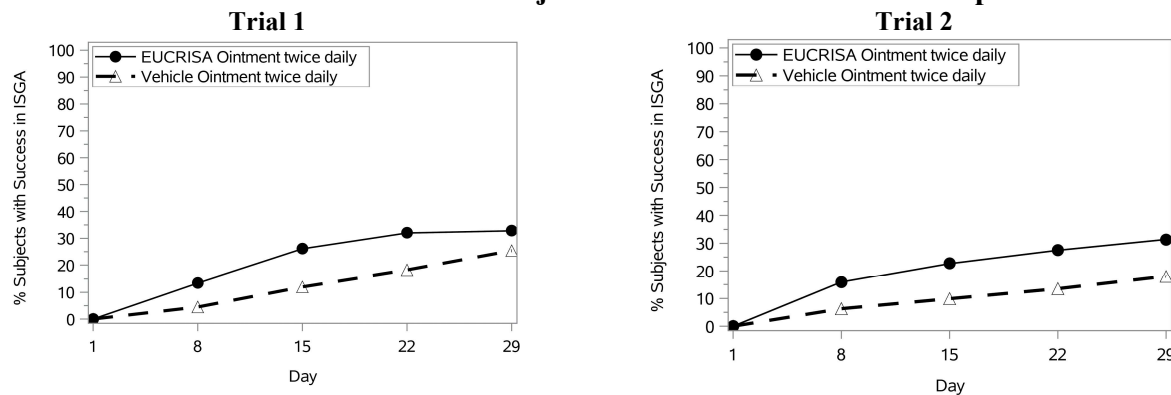 Trial 1
100
90
80
70
60
50
40
30
20
10
0
% Subjects with Success in ISGA
EUCRISA Ointment twice daily
Vehicle Ointment twice daily
1 8 15 22 29
Day
Trial 2
100
90
80
70
60
50
40
30
20
10
0
% Subjects with Success in ISGA
EUCRISA Ointment twice daily
Vehicle Ointment twice daily
1 8 15 22 29
Day